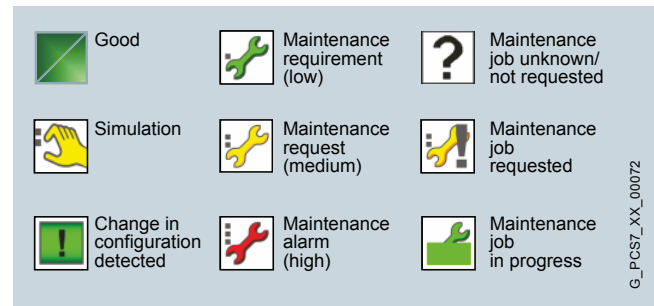 Good
Maintenance
requirement
(low)
Maintenance
job unknown/
not requested
?
Simulation
Maintenance
request
(medium)
Maintenance
job
requested
!
Change in
configuration
detected
!
Maintenance
alarm
(high)
Maintenance
job
in progress
G_PCS7_XX_00072